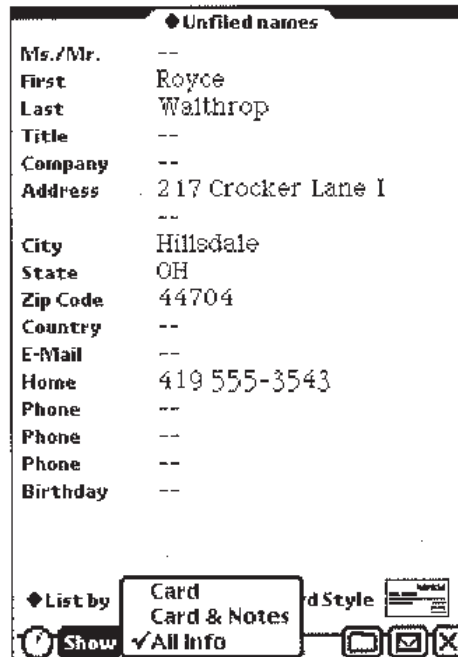 ◆Unfiled names
Ms./Mr. --
First Royce
Last Walthrop
Title --
Company --
Address 217 Crocker Lane I
--
City Hillsdale
State OH
Zip Code 44704
Country --
E-Mail --
Home 419 555-3543
Phone --
Phone --
Phone --
Birthday --
◆List by Card d Style
Card & Notes
Show ✓All Info X